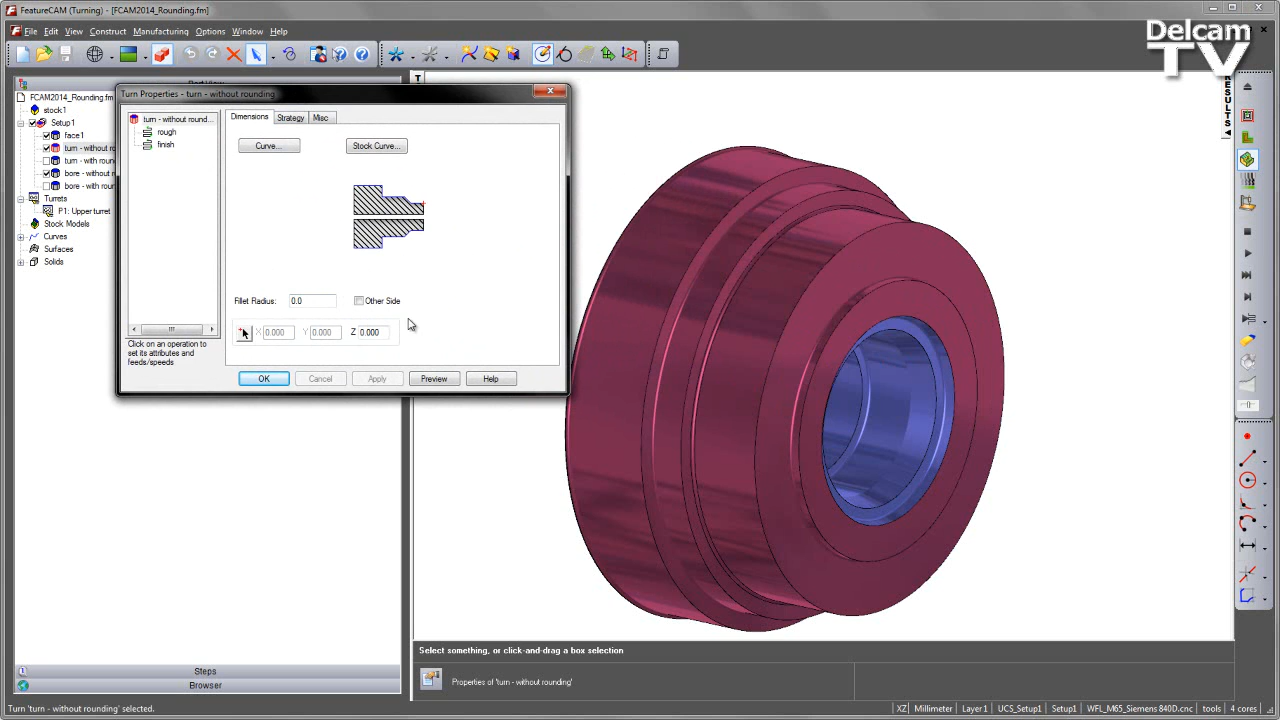 FeatureCAM (Turning) - [FCAM2014_Rounding.fm]
File Edit View Construct Manufacturing Options Window Help
Delcam
TV
T
RESULTS
FCAM2014_Rounding.fm
stock1
Setup1
face1
turn - without ro
turn - with roun
bore - without r
bore - with roun
Turrets
P1: Upper turret
Stock Models
Curves
Surfaces
Solids
Turn Properties - turn - without rounding
turn - without round...
rough
finish
Click on an operation to
set its attributes and
feeds/speeds
Dimensions Strategy Misc
Curve... Stock Curve...
Fillet Radius: 0.0 Other Side
X 0.000 Y 0.000 Z 0.000
OK Cancel Apply Preview Help
Steps
Browser
Select something, or click-and-drag a box selection
Properties of 'turn - without rounding'
Turn 'turn - without rounding' selected.
XZ Millimeter Layer1 UCS_Setup1 Setup1 WFL_M65_Siemens 840D.cnc tools 4 cores